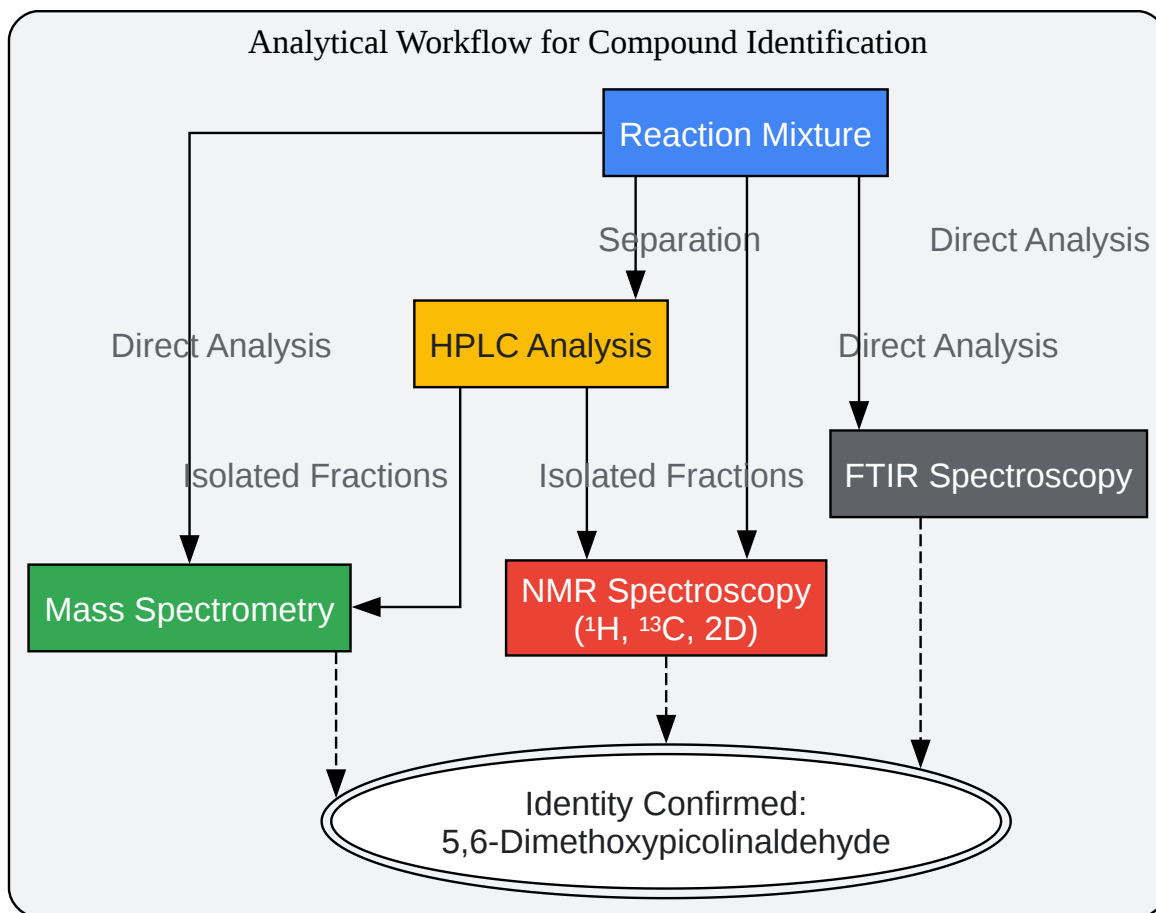 Analytical Workflow for Compound Identification
Reaction Mixture
Separation
Direct Analysis
HPLC Analysis
Direct Analysis
Direct Analysis
Isolated Fractions
Isolated Fractions
FTIR Spectroscopy
Mass Spectrometry
NMR Spectroscopy
(¹H, ¹³C, 2D)
Identity Confirmed:
5,6-Dimethoxypicolinaldehyde